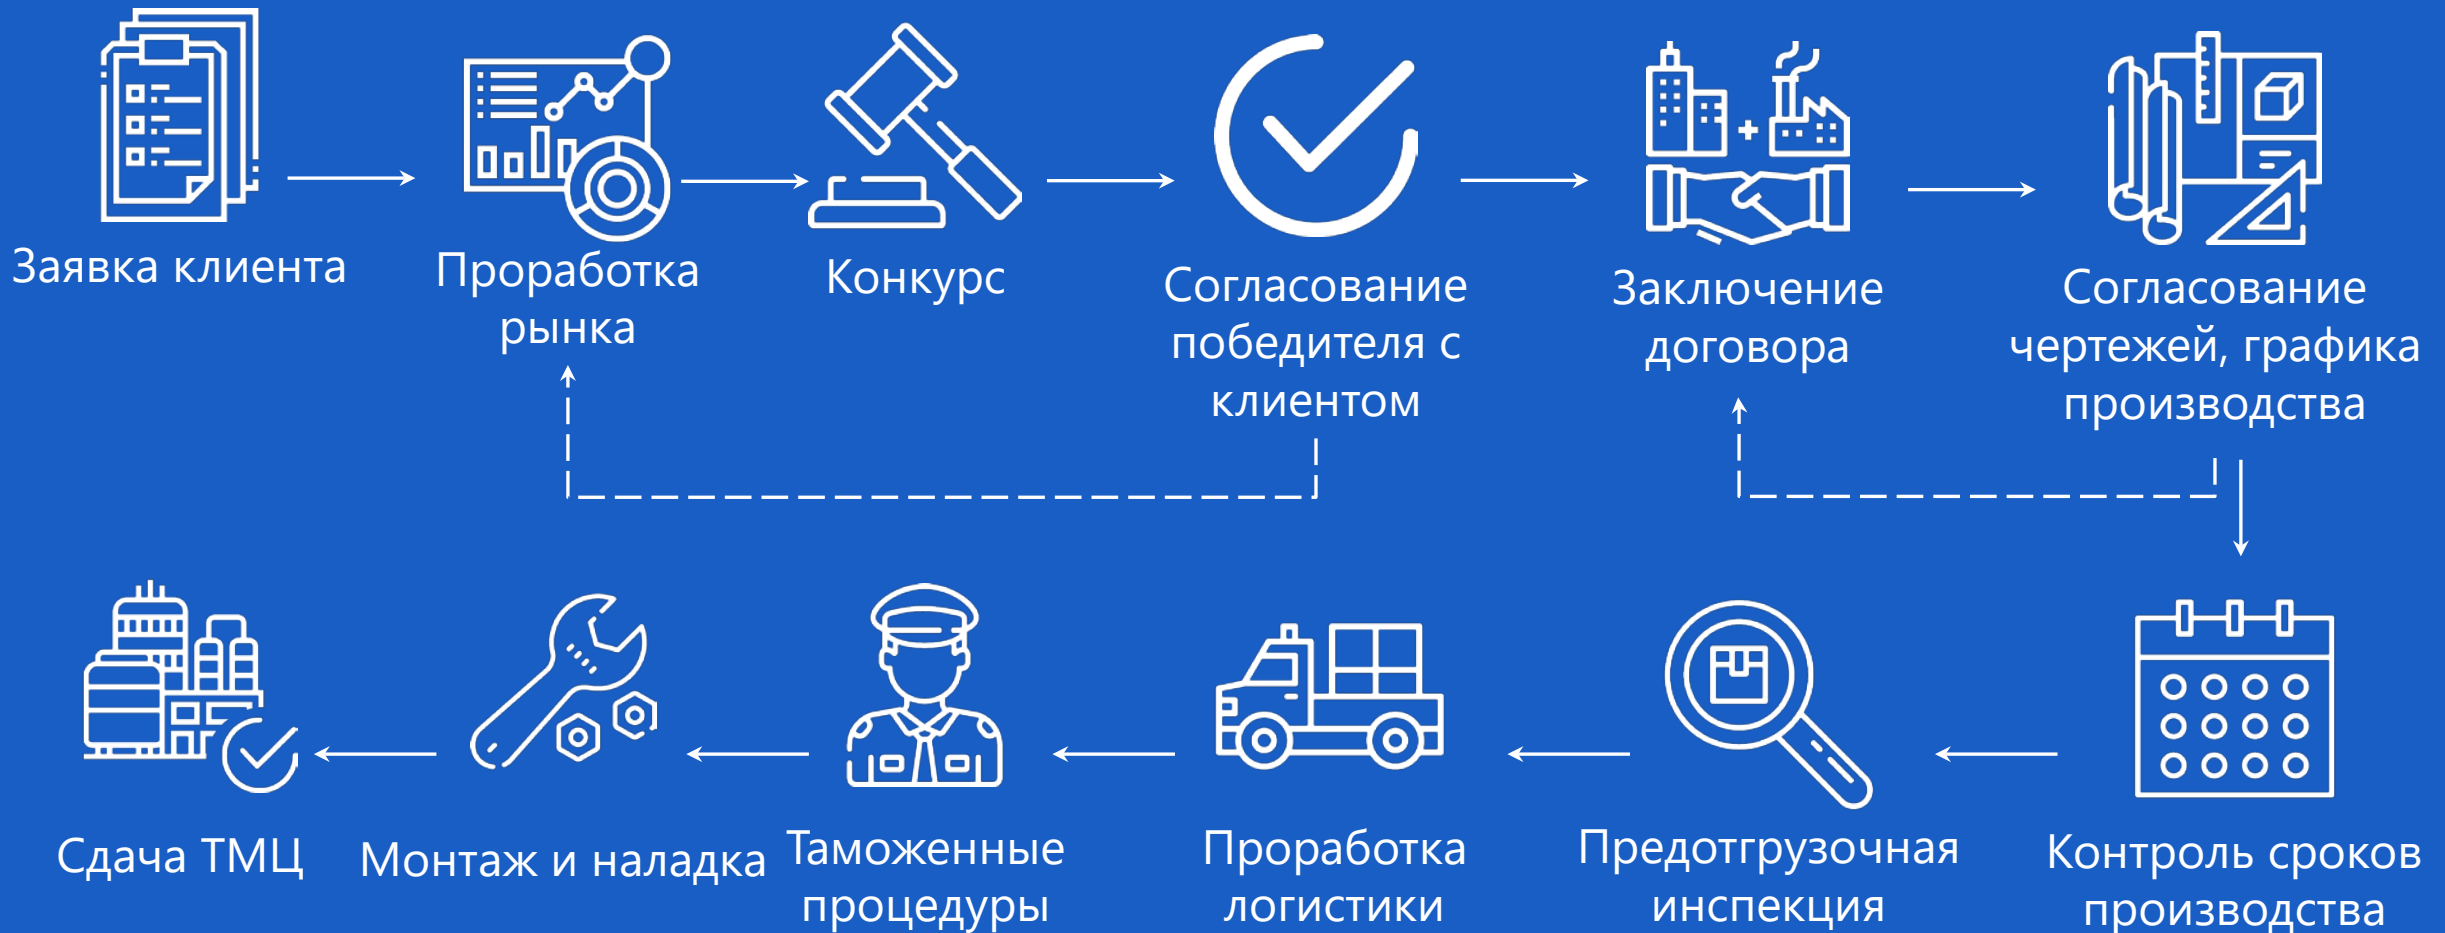 Заявка клиента
Проработка
рынка
Конкурс
Согласование
победителя с
клиентом
Заключение
договора
Согласование
чертежей, графика
производства
Сдача ТМЦ
Монтаж и наладка
Таможенные
процедуры
Проработка
логистики
Предотгрузочная
инспекция
Контроль сроков
производства